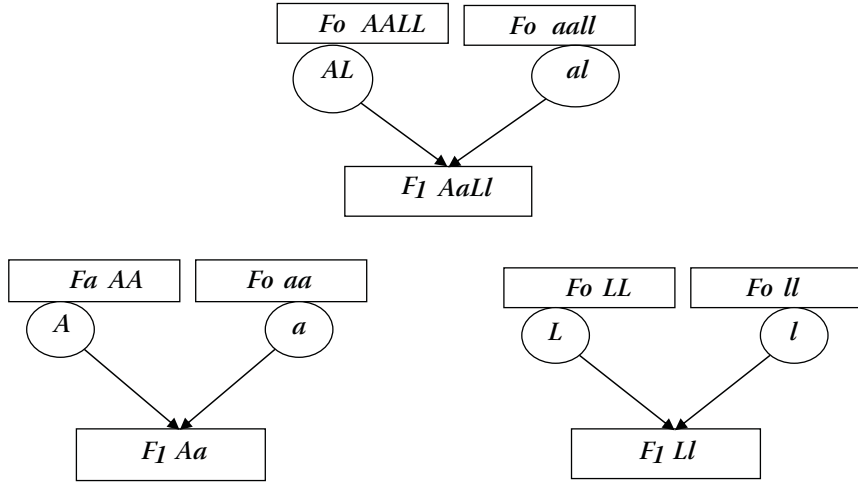 Fo AALL
Fo aall
AL
al
F1 AaLl
Fa AA
Fo aa
A
a
F1 Aa
Fo LL
Fo ll
L
l
F1 Ll